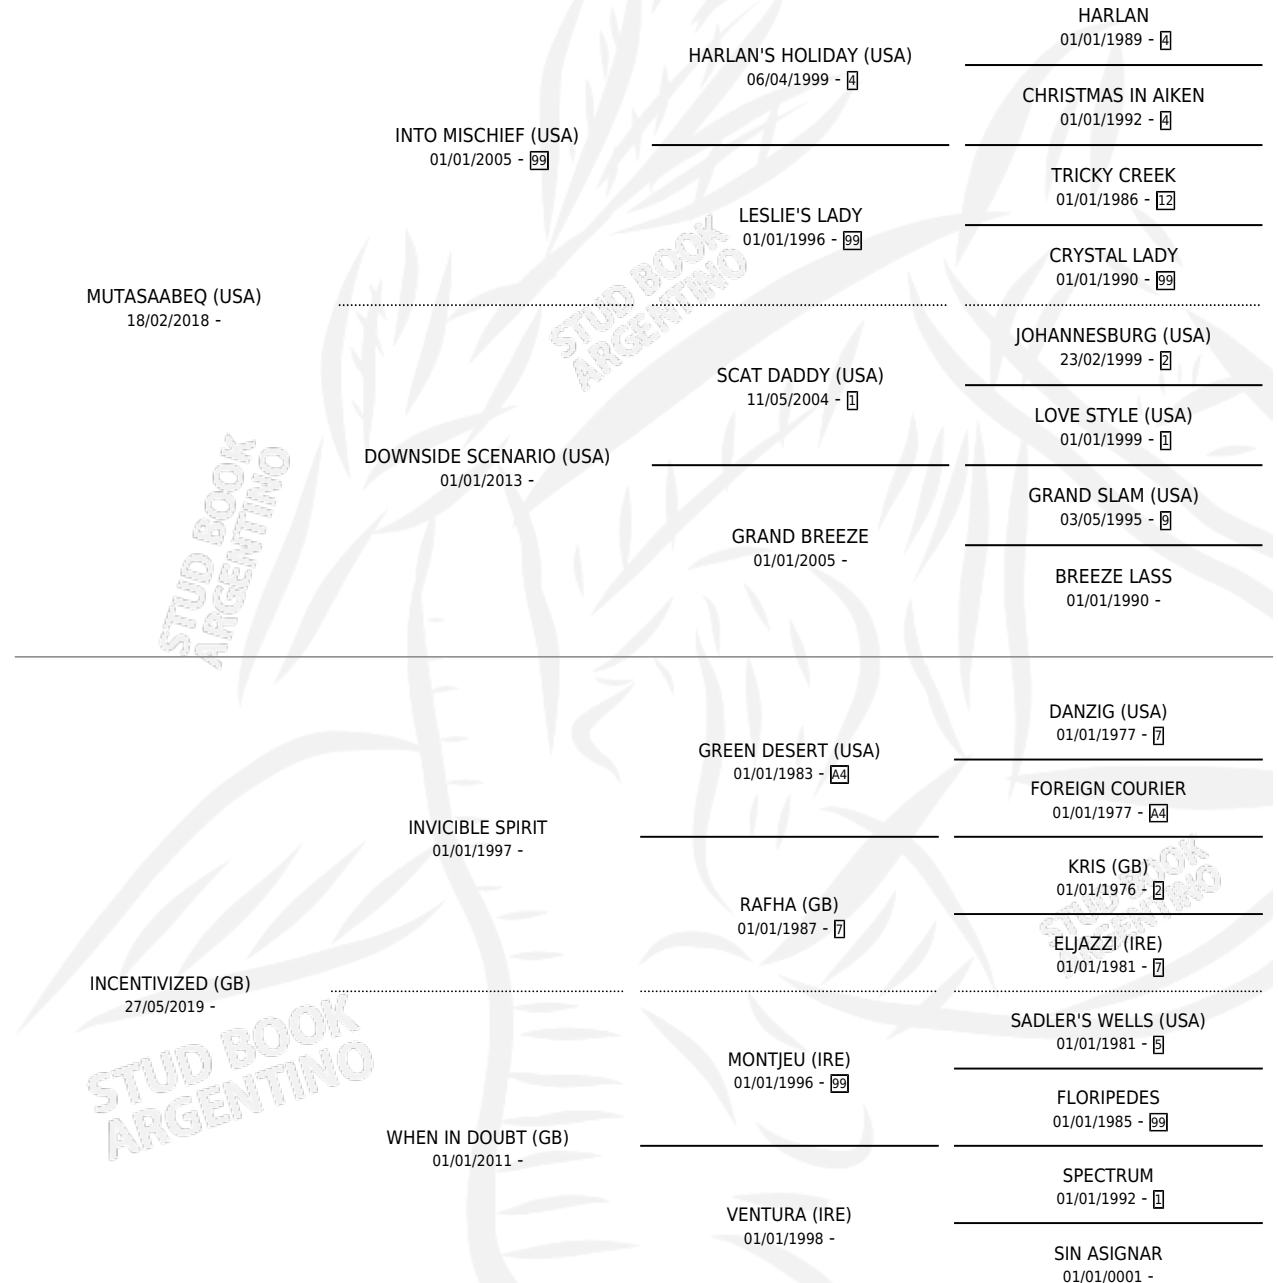 HARLAN
01/01/1989 - 4
HARLAN'S HOLIDAY (USA)
06/04/1999 - 4
CHRISTMAS IN AIKEN
01/01/1992 - 4
INTO MISCHIEF (USA)
01/01/2005 - 99
TRICKY CREEK
01/01/1986 - 12
LESLIE'S LADY
01/01/1996 - 99
CRYSTAL LADY
01/01/1990 - 99
MUTASAABEQ (USA)
18/02/2018 -
JOHANNESBURG (USA)
23/02/1999 - 2
SCAT DADDY (USA)
11/05/2004 - 1
LOVE STYLE (USA)
01/01/1999 - 1
DOWNSIDE SCENARIO (USA)
01/01/2013 -
GRAND SLAM (USA)
03/05/1995 - 9
GRAND BREEZE
01/01/2005 -
BREEZE LASS
01/01/1990 -
STUD BOOK
ARGENTINO
STUD BOOK
ARGENTINO
DANZIG (USA)
01/01/1977 - 7
GREEN DESERT (USA)
01/01/1983 - A4
FOREIGN COURIER
01/01/1977 - A4
INVICIBLE SPIRIT
01/01/1997 -
KRIS (GB)
01/01/1976 - 2
RAFHA (GB)
01/01/1987 - 7
ELJAZZI (IRE)
01/01/1981 - 7
STUD BOOK
ARGENTINO
INCENTIVIZED (GB)
27/05/2019 -
SADLER'S WELLS (USA)
01/01/1981 - 5
MONTJEU (IRE)
01/01/1996 - 99
FLORIPEDES
01/01/1985 - 99
WHEN IN DOUBT (GB)
01/01/2011 -
SPECTRUM
01/01/1992 - 1
VENTURA (IRE)
01/01/1998 -
SIN ASIGNAR
01/01/0001 -
STUD BOOK
ARGENTINO